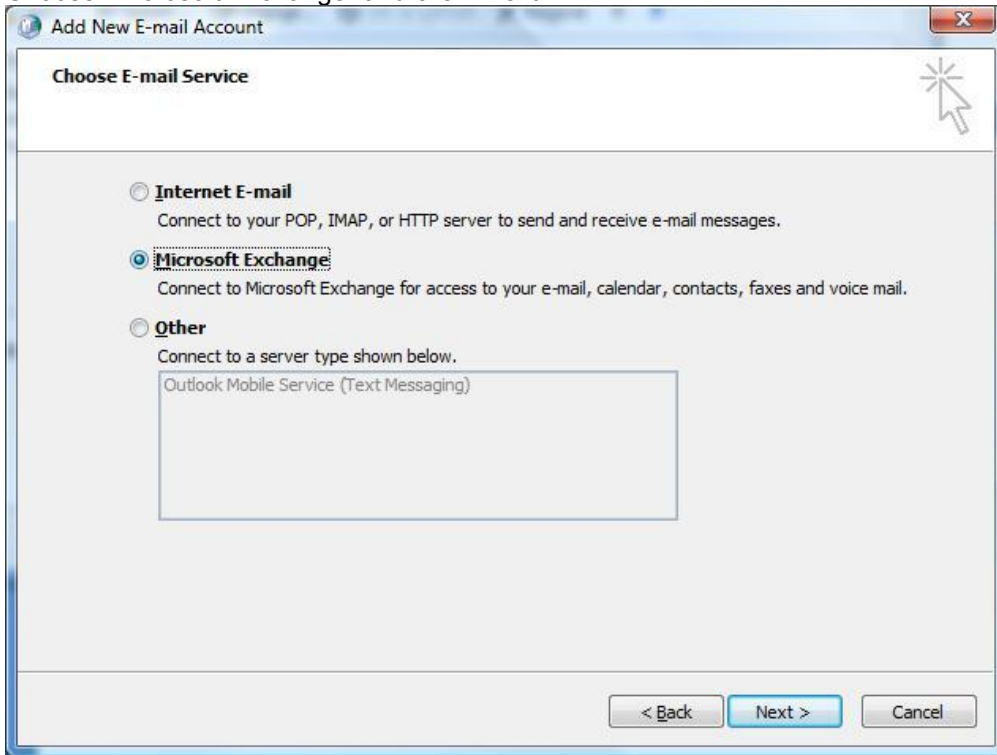 Add New E-mail Account
Choose E-mail Service
Internet E-mail
Connect to your POP, IMAP, or HTTP server to send and receive e-mail messages.
Microsoft Exchange
Connect to Microsoft Exchange for access to your e-mail, calendar, contacts, faxes and voice mail.
Other
Connect to a server type shown below.
Outlook Mobile Service (Text Messaging)
< Back Next > Cancel